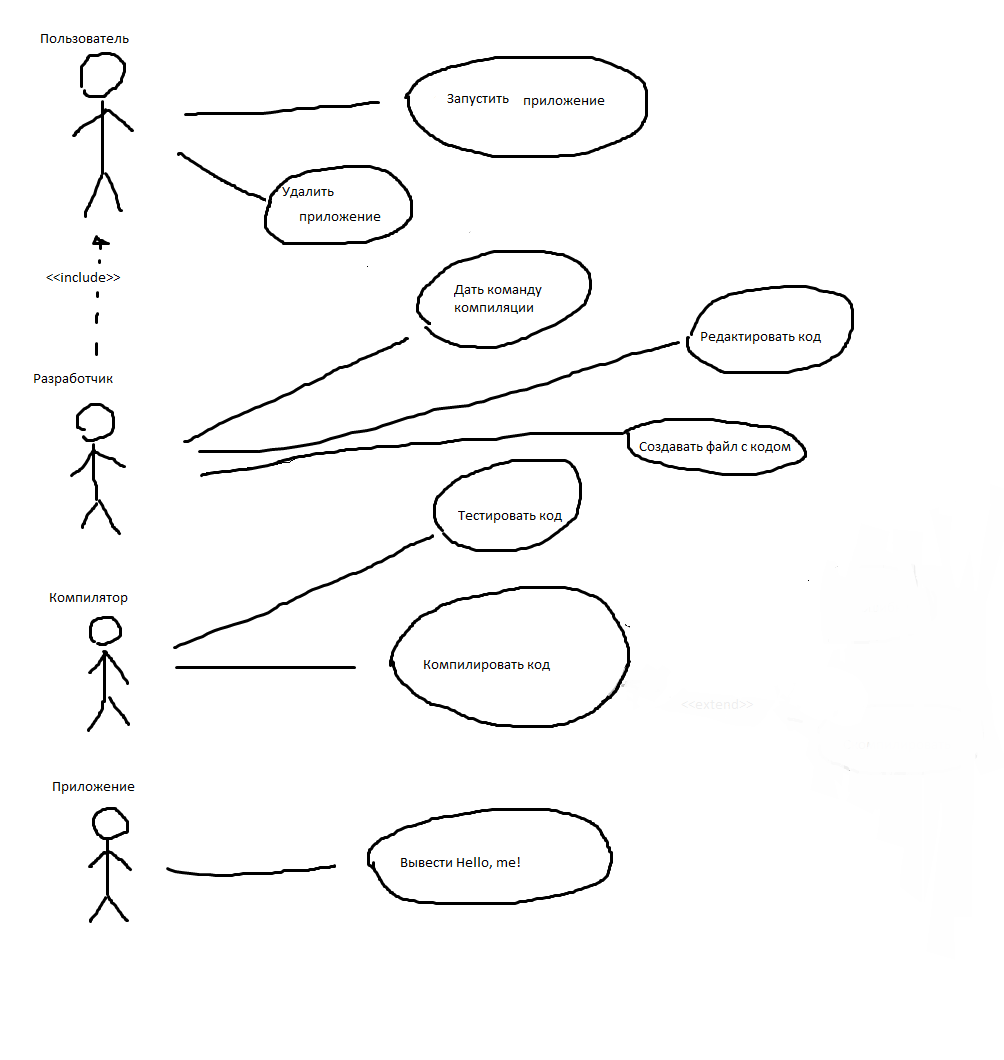 Пользователь
Запустить приложение
Удалить
приложение
<<include>>
Дать команду
компиляции
Редактировать код
Разработчик
Создавать файл с кодом
Тестировать код
Компилятор
Компилировать код
<<extend>>
Приложение
Вывести Hello, me!